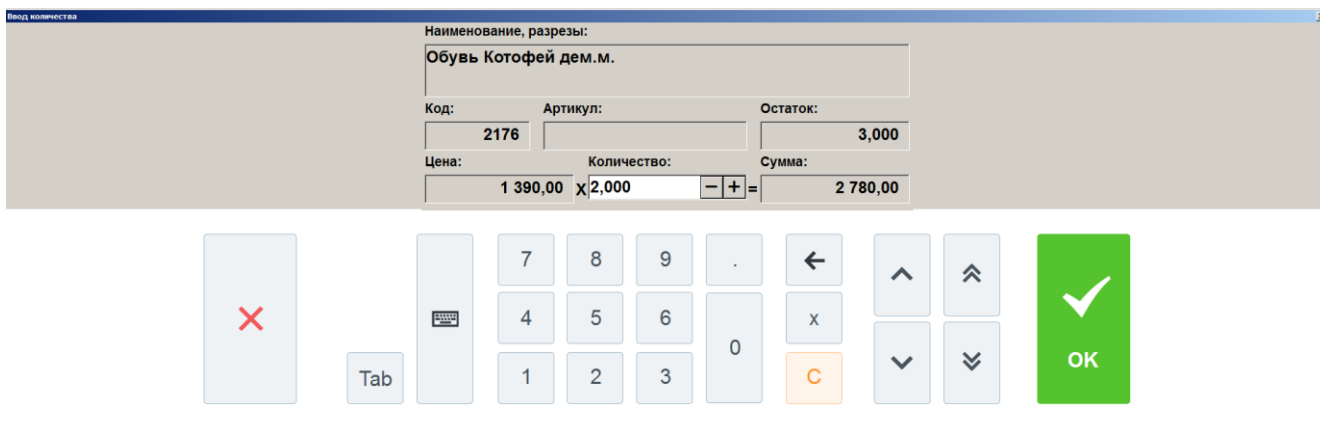 Ввод количества
Наименование, разрезы:
Обувь Котофей дем.м.
Код: Артикул: Остаток:
2176 3,000
Цена: Количество: Сумма:
1 390,00 x 2,000 − + = 2 780,00
7 8 9 .
4 5 6 x
0
Tab 1 2 3 C OK